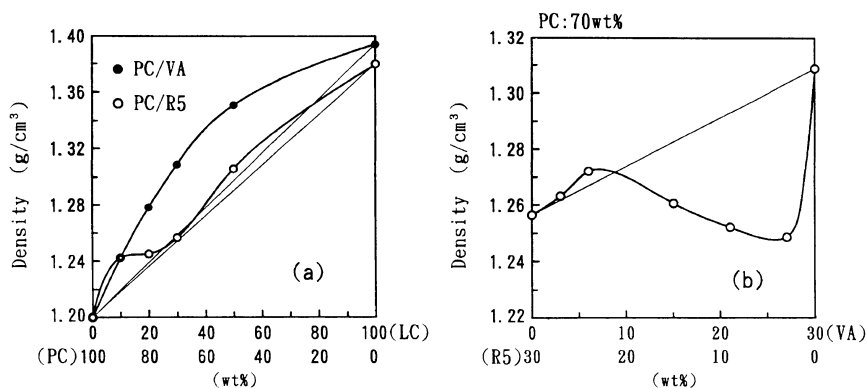 1.40
1.36
1.32
1.28
1.24
1.20
Density (g/cm³)
● PC/VA
○ PC/R5
(a)
0 20 40 60 80 100(LC)
(PC)100 80 60 40 20 0
(wt%)
PC:70wt%
1.32
1.30
1.28
1.26
1.24
1.22
Density (g/cm³)
(b)
0 10 20 30(VA)
(R5)30 20 10 0
(wt%)